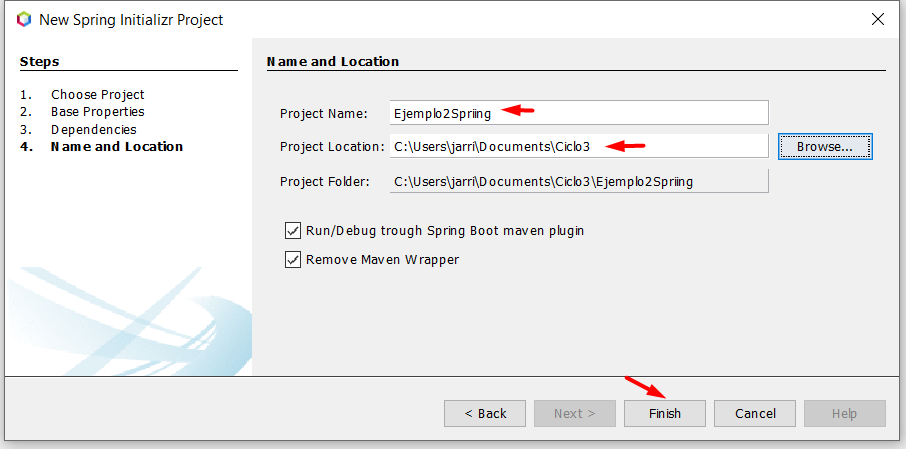 New Spring Initializr Project
Steps
1. Choose Project
2. Base Properties
3. Dependencies
4. Name and Location
Name and Location
Project Name: Ejemplo2Spriing
Project Location: C:\Users\jarri\Documents\Ciclo3 Browse...
Project Folder: C:\Users\jarri\Documents\Ciclo3\Ejemplo2Spriing
Run/Debug trough Spring Boot maven plugin
Remove Maven Wrapper
< Back Next > Finish Cancel Help